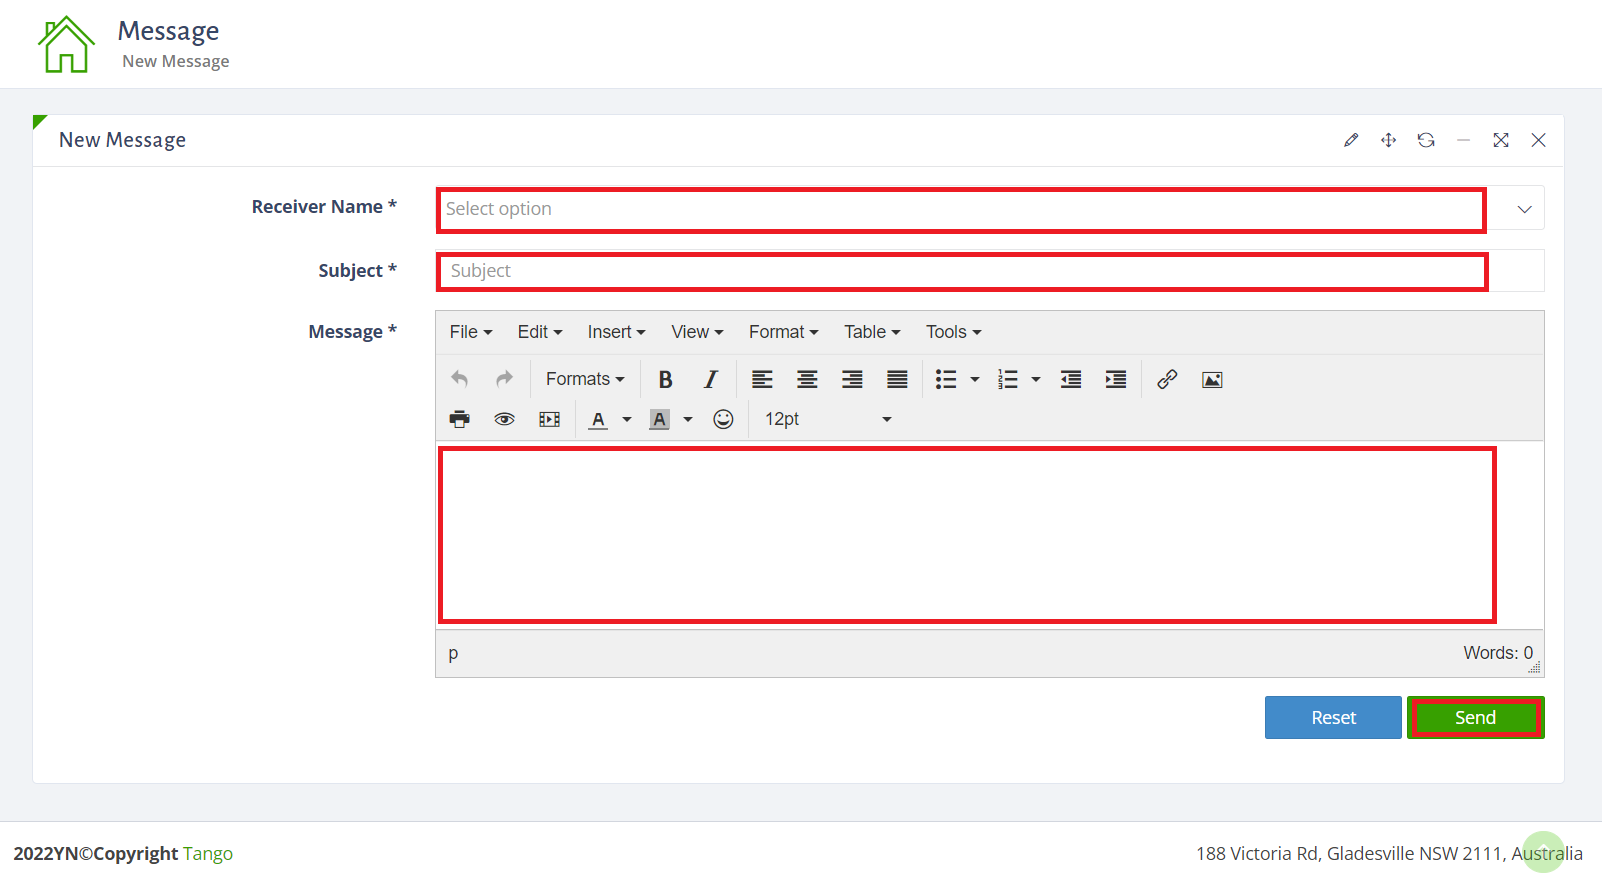 Message
New Message
New Message
Receiver Name *
Select option
Subject *
Subject
Message *
File Edit Insert View Format Table Tools
Formats B I
A A 12pt
p
Words: 0
Reset
Send
2022YN©Copyright Tango
188 Victoria Rd, Gladesville NSW 2111, Australia